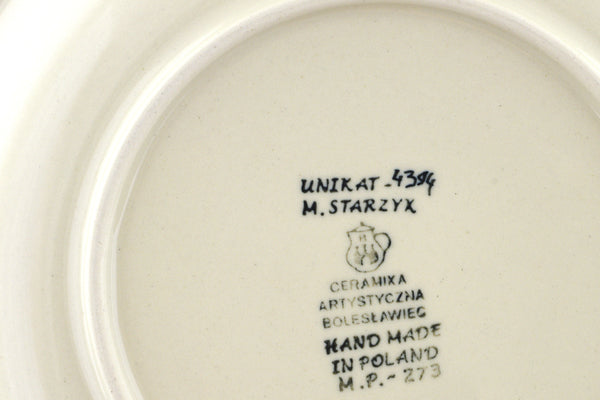 UNIKAT-4394
M. STARZYK
CERAMIKA
ARTYSTYCZNA
BOLESŁAWIEC
HAND MADE
IN POLAND
M.P.- 273